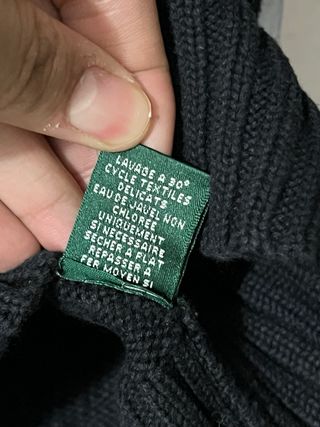 LAVAGE A 30°
CYCLE TEXTILES
DELICATS
EAU DE JAVEL NON
CHLOREE
UNIQUEMENT
SI NECESSAIRE
SECHER A PLAT
REPASSER A
FER MOYEN SI